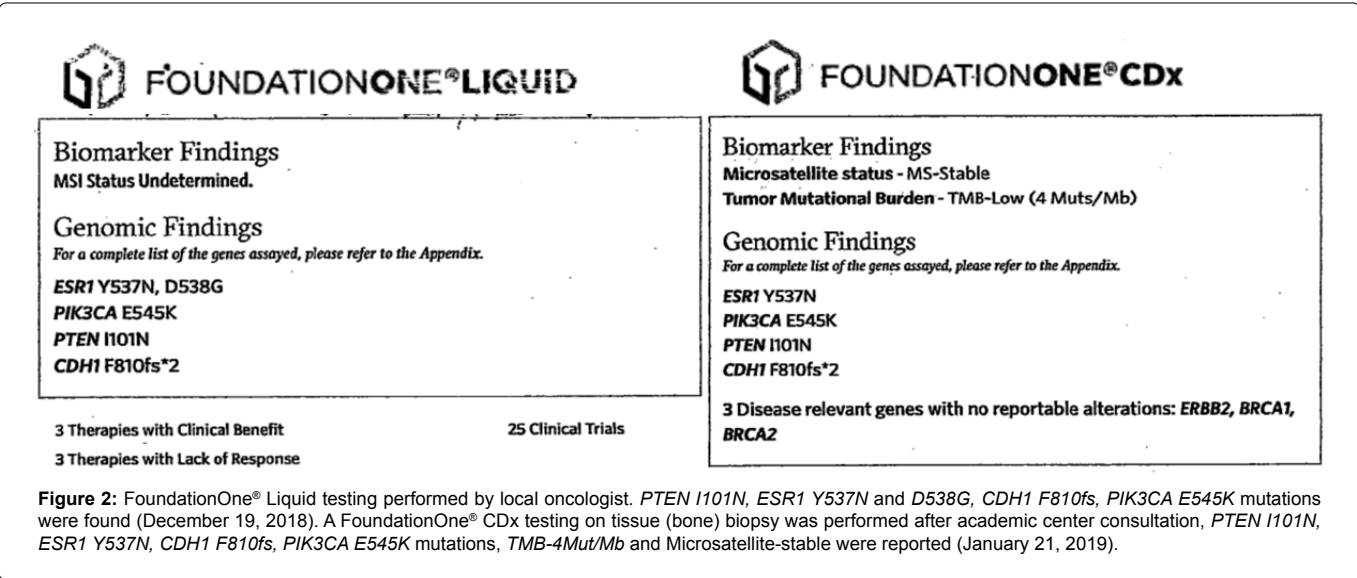 FOUNDATIONONE®LIQUID
Biomarker Findings
MSI Status Undetermined.
Genomic Findings
For a complete list of the genes assayed, please refer to the Appendix.
ESR1 Y537N, D538G
PIK3CA E545K
PTEN I101N
CDH1 F810fs*2
3 Therapies with Clinical Benefit
25 Clinical Trials
3 Therapies with Lack of Response
FOUNDATIONONE®CDx
Biomarker Findings
Microsatellite status - MS-Stable
Tumor Mutational Burden - TMB-Low (4 Muts/Mb)
Genomic Findings
For a complete list of the genes assayed, please refer to the Appendix.
ESR1 Y537N
PIK3CA E545K
PTEN I101N
CDH1 F810fs*2
3 Disease relevant genes with no reportable alterations: ERBB2, BRCA1,
BRCA2
Figure 2: FoundationOne® Liquid testing performed by local oncologist. PTEN I101N, ESR1 Y537N and D538G, CDH1 F810fs, PIK3CA E545K mutations
were found (December 19, 2018). A FoundationOne® CDx testing on tissue (bone) biopsy was performed after academic center consultation, PTEN I101N,
ESR1 Y537N, CDH1 F810fs, PIK3CA E545K mutations, TMB-4Mut/Mb and Microsatellite-stable were reported (January 21, 2019).